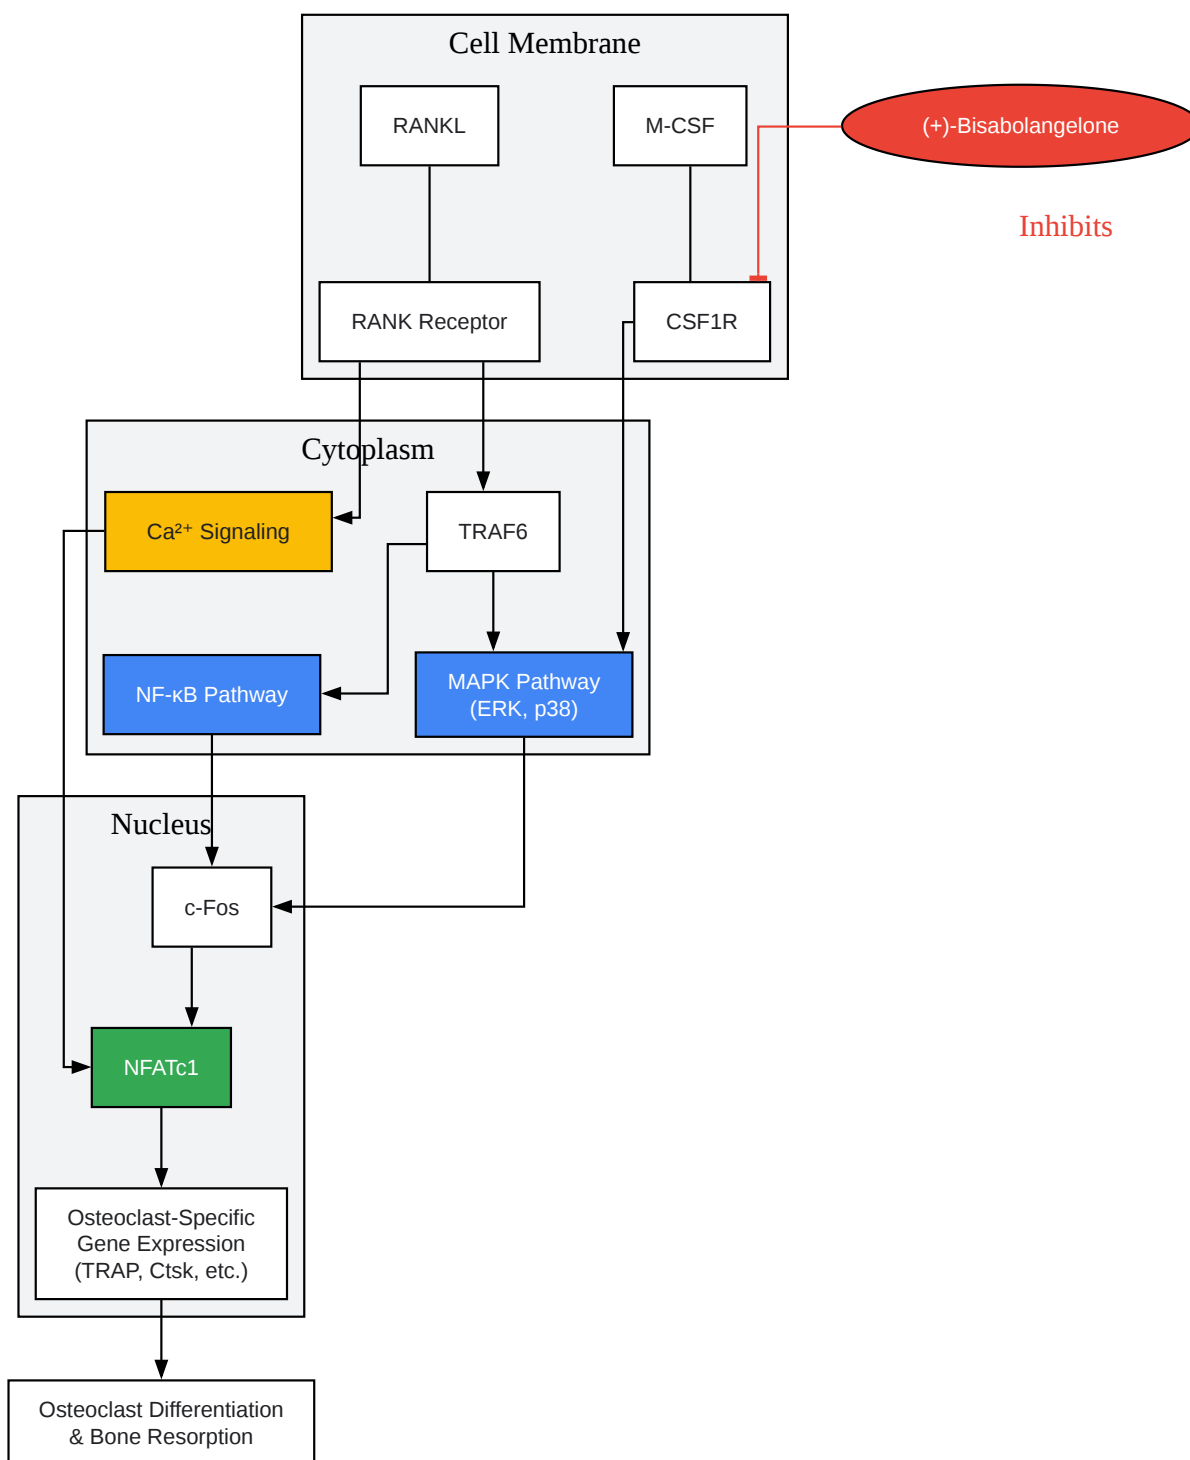 Cell Membrane
RANKL
M-CSF
(+)-Bisabolangelone
Inhibits
RANK Receptor
CSF1R
Cytoplasm
Ca²⁺ Signaling
TRAF6
NF-κB Pathway
MAPK Pathway
(ERK, p38)
Nucleus
c-Fos
NFATc1
Osteoclast-Specific
Gene Expression
(TRAP, Ctsk, etc.)
Osteoclast Differentiation
& Bone Resorption